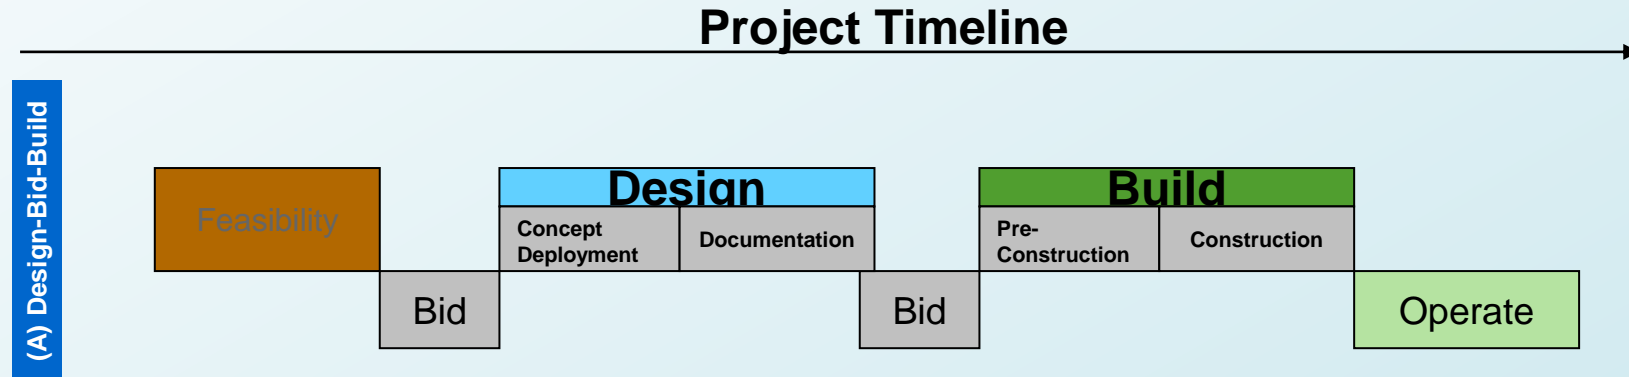 Project Timeline
(A) Design-Bid-Build
Feasibility
Design
Concept
Deployment
Documentation
Build
Pre-
Construction
Construction
Bid
Bid
Operate